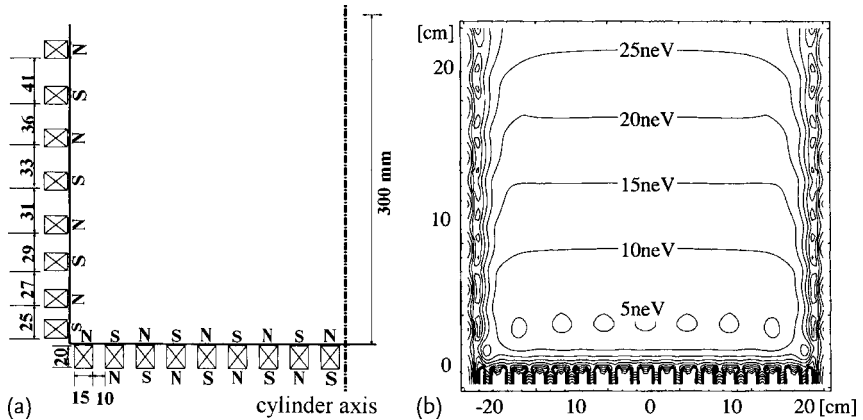 N
S
N
S
N
S
N
S
41
36
33
31
29
27
25
20
300 mm
N S N S N S N S
N S N S N S N S
15 10
(a)
cylinder axis
[cm]
20
10
0
25neV
20neV
15neV
10neV
5neV
(b)
-20 10 0 10 20 [cm]